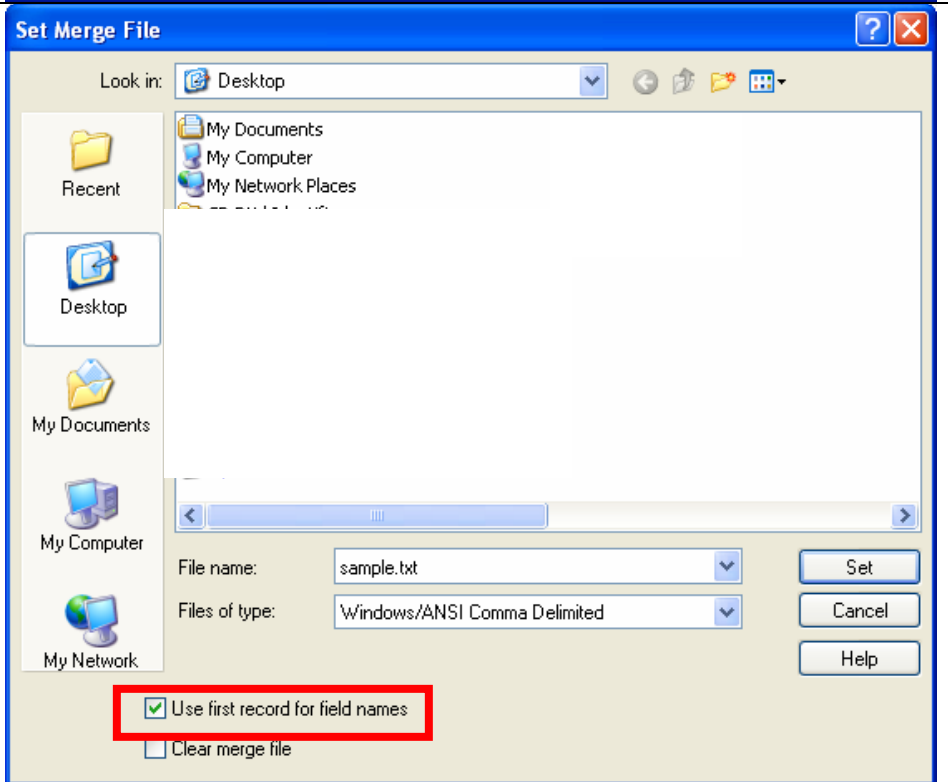 Set Merge File
Look in: Desktop
My Documents
My Computer
My Network Places
Recent
Desktop
My Documents
My Computer
My Network
File name: sample.txt Set
Files of type: Windows/ANSI Comma Delimited Cancel
Help
Use first record for field names
Clear merge file